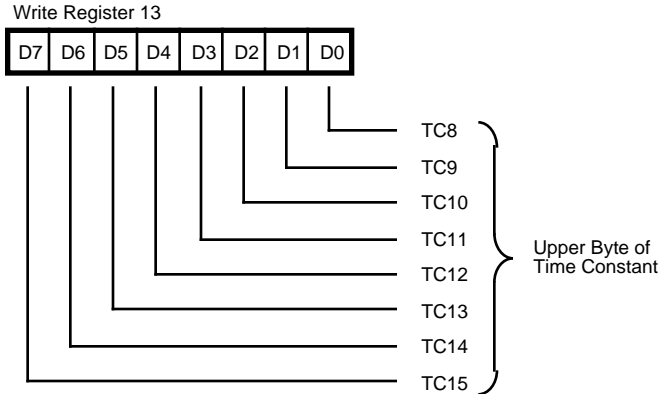 Write Register 13
D7 D6 D5 D4 D3 D2 D1 D0
TC8
TC9
TC10
TC11
TC12
TC13
TC14
TC15
Upper Byte of
Time Constant